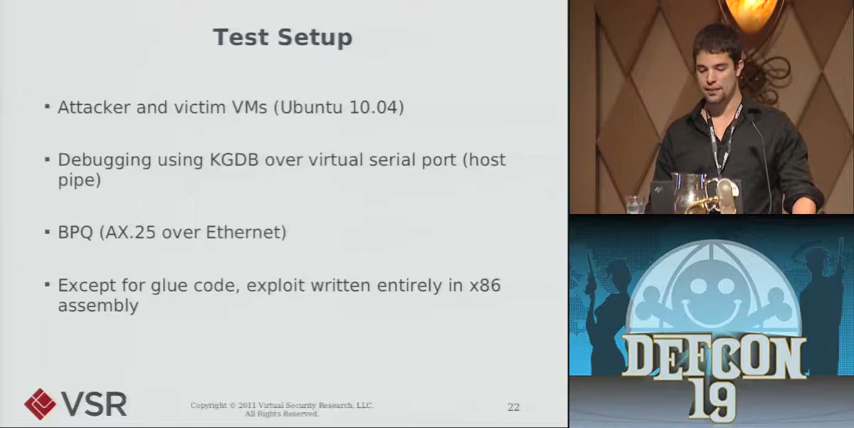 Test Setup
▪ Attacker and victim VMs (Ubuntu 10.04)
▪ Debugging using KGDB over virtual serial port (host
pipe)
▪ BPQ (AX.25 over Ethernet)
▪ Except for glue code, exploit written entirely in x86
assembly
VSR
Copyright © 2011 Virtual Security Research, LLC.
All Rights Reserved.
22
DEFCON
19